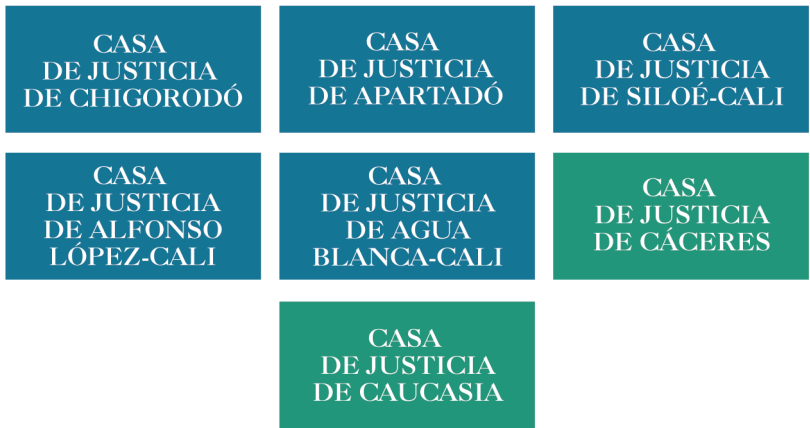 CASA
DE JUSTICIA
DE CHIGORODÓ
CASA
DE JUSTICIA
DE APARTADÓ
CASA
DE JUSTICIA
DE SILOÉ-CALI
CASA
DE JUSTICIA
DE ALFONSO
LÓPEZ-CALI
CASA
DE JUSTICIA
DE AGUA
BLANCA-CALI
CASA
DE JUSTICIA
DE CÁCERES
CASA
DE JUSTICIA
DE CAUCASIA